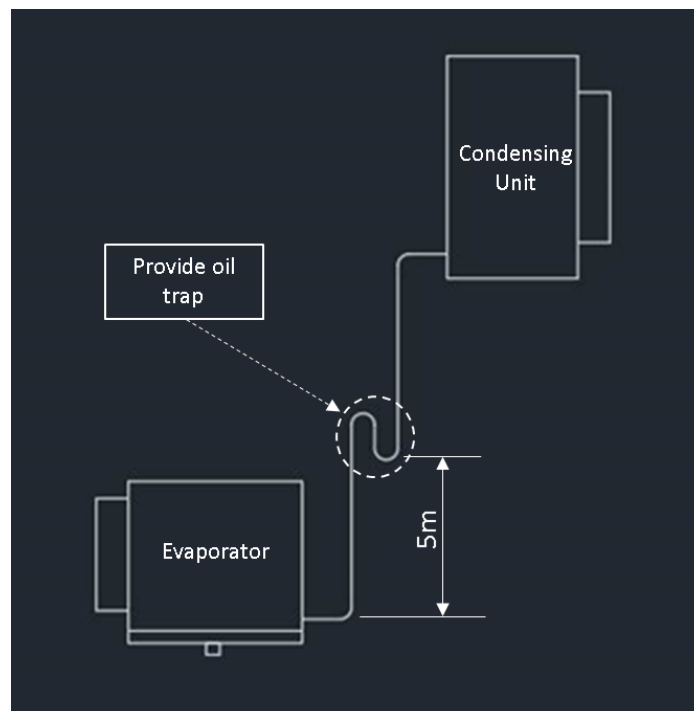 Condensing
Unit
Provide oil
trap
5m
Evaporator